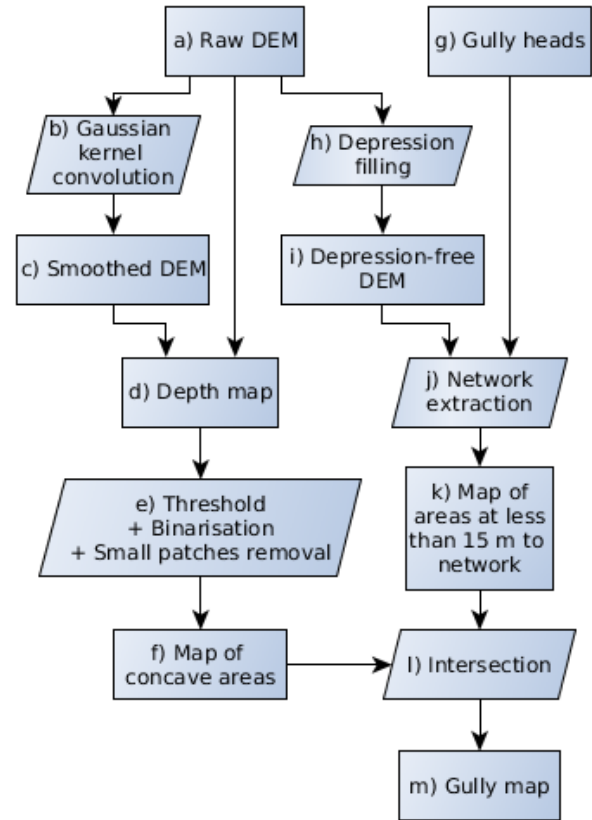 a) Raw DEM
g) Gully heads
b) Gaussian
kernel
convolution
h) Depression
filling
c) Smoothed DEM
i) Depression-free
DEM
d) Depth map
j) Network
extraction
e) Threshold
+ Binarisation
+ Small patches removal
k) Map of
areas at less
than 15 m to
network
f) Map of
concave areas
l) Intersection
m) Gully map